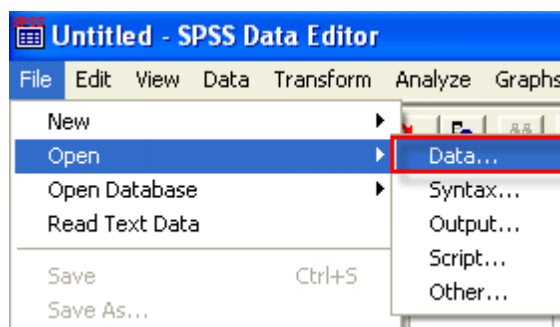 SPSS
Untitled - SPSS Data Editor
File Edit View Data Transform Analyze Graphs
New
Open
Open Database
Read Text Data
Save Ctrl+S
Save As...
Data...
Syntax...
Output...
Script...
Other...